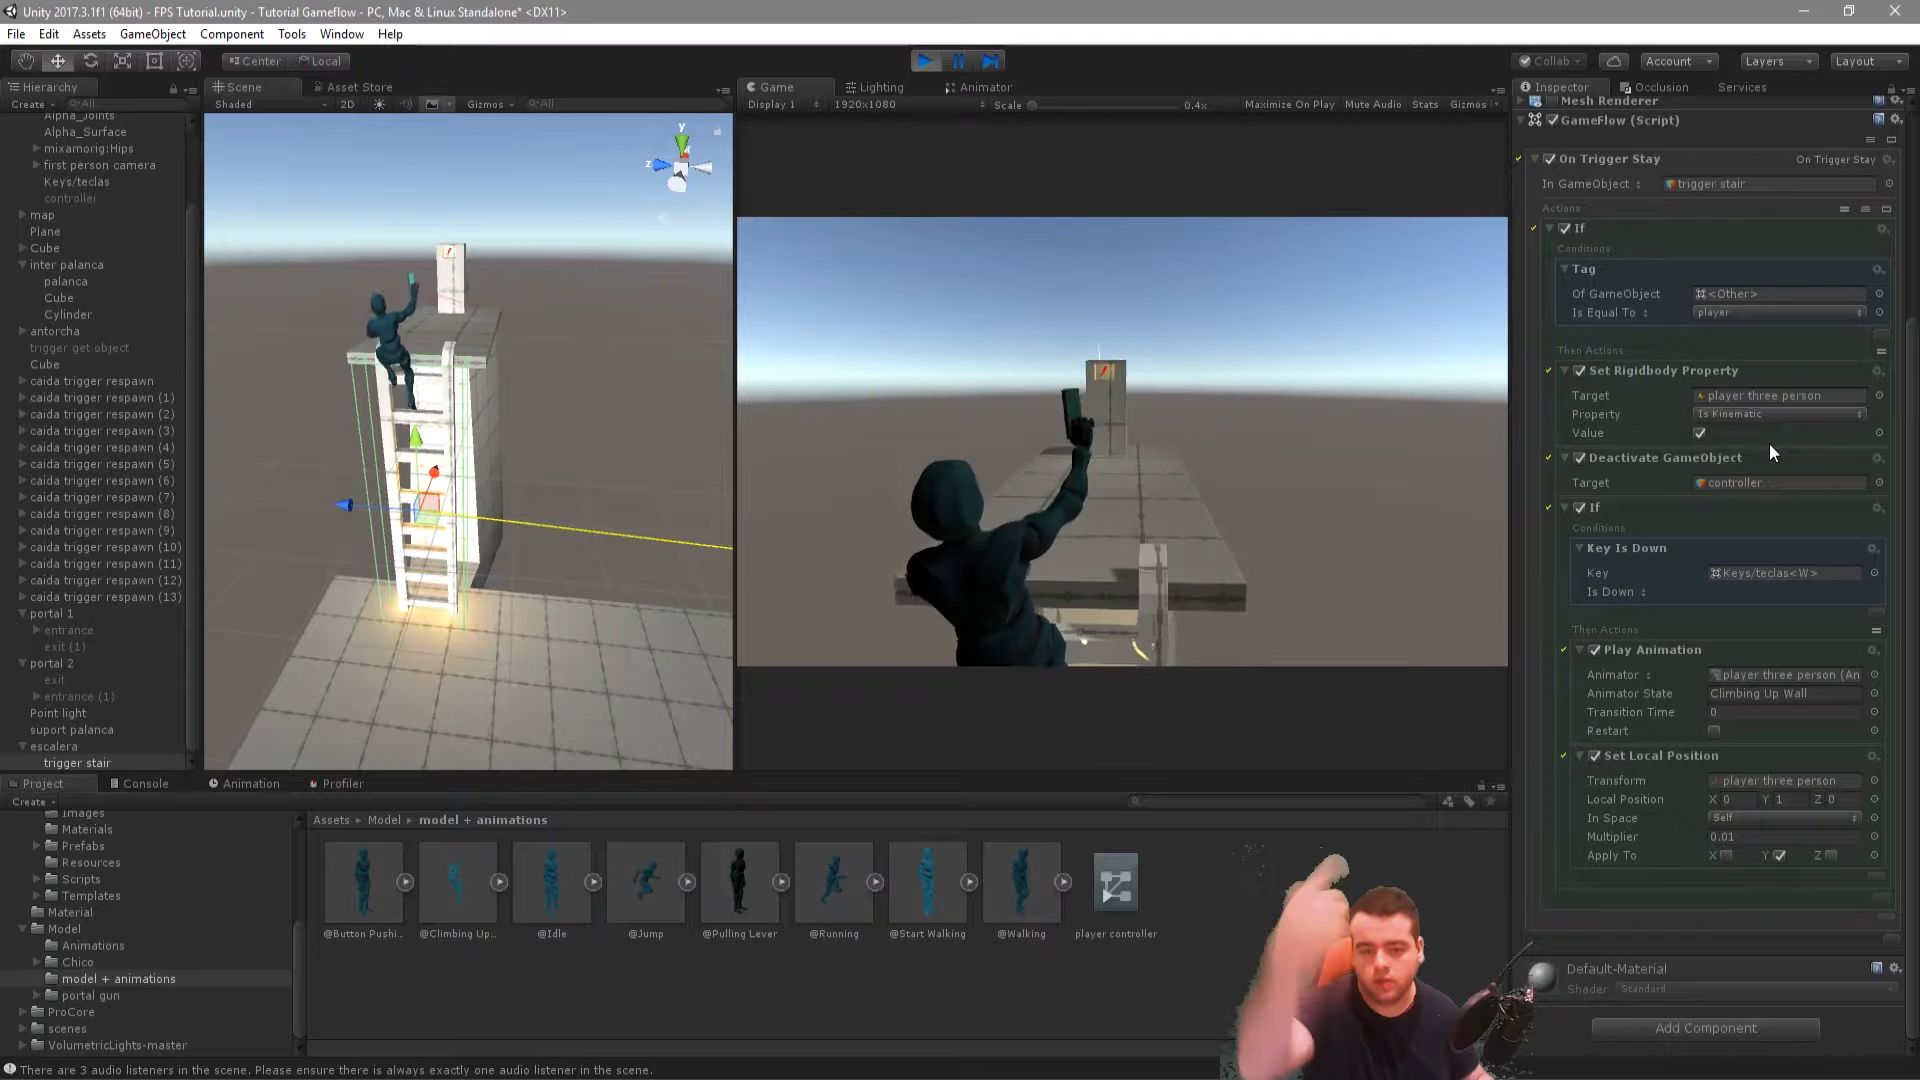 Unity 2017.3.1f1 (64bit) - FPS Tutorial.unity - Tutorial Gameflow - PC, Mac & Linux Standalone* <DX11>
File Edit Assets GameObject Component Tools Window Help
Center Local
Collab Account Layers Layout
Hierarchy
Create All
Alpha_Joints
Alpha_Surface
mixamorig:Hips
first person camera
Keys/teclas
controller
map
Plane
Cube
inter palanca
palanca
Cube
Cylinder
antorcha
trigger get object
Cube
caida trigger respawn
caida trigger respawn (1)
caida trigger respawn (2)
caida trigger respawn (3)
caida trigger respawn (4)
caida trigger respawn (5)
caida trigger respawn (6)
caida trigger respawn (7)
caida trigger respawn (8)
caida trigger respawn (9)
caida trigger respawn (10)
caida trigger respawn (11)
caida trigger respawn (12)
caida trigger respawn (13)
portal 1
entrance
exit (1)
portal 2
exit
entrance (1)
Point light
suport palanca
escalera
trigger stair
Scene Asset Store
Shaded 2D Gizmos All
y
z
Game Lighting Animator
Display 1 1920x1080 Scale 0.4x Maximize On Play Mute Audio Stats Gizmos
Inspector Occlusion Services
Mesh Renderer
GameFlow (Script)
On Trigger Stay On Trigger Stay
In GameObject trigger stair
Actions
If
Conditions
Tag
Of GameObject <Other>
Is Equal To player
Then Actions
Set Rigidbody Property
Target player three person
Property Is Kinematic
Value
Deactivate GameObject
Target controller
If
Conditions
Key Is Down
Key Keys/teclas<W>
Is Down
Then Actions
Play Animation
Animator player three person (An
Animator State Climbing Up Wall
Transition Time 0
Restart
Set Local Position
Transform player three person
Local Position X 0 Y 1 Z 0
In Space Self
Multiplier 0.01
Apply To X Y Z
Default-Material
Shader Standard
Add Component
Project Console Animation Profiler
Create
Images
Materials
Prefabs
Resources
Scripts
Templates
Material
Model
Animations
Chico
model + animations
portal gun
ProCore
scenes
VolumetricLights-master
Assets Model model + animations
@Button Pushi... @Climbing Up... @Idle @Jump @Pulling Lever @Running @Start Walking @Walking player controller
There are 3 audio listeners in the scene. Please ensure there is always exactly one audio listener in the scene.